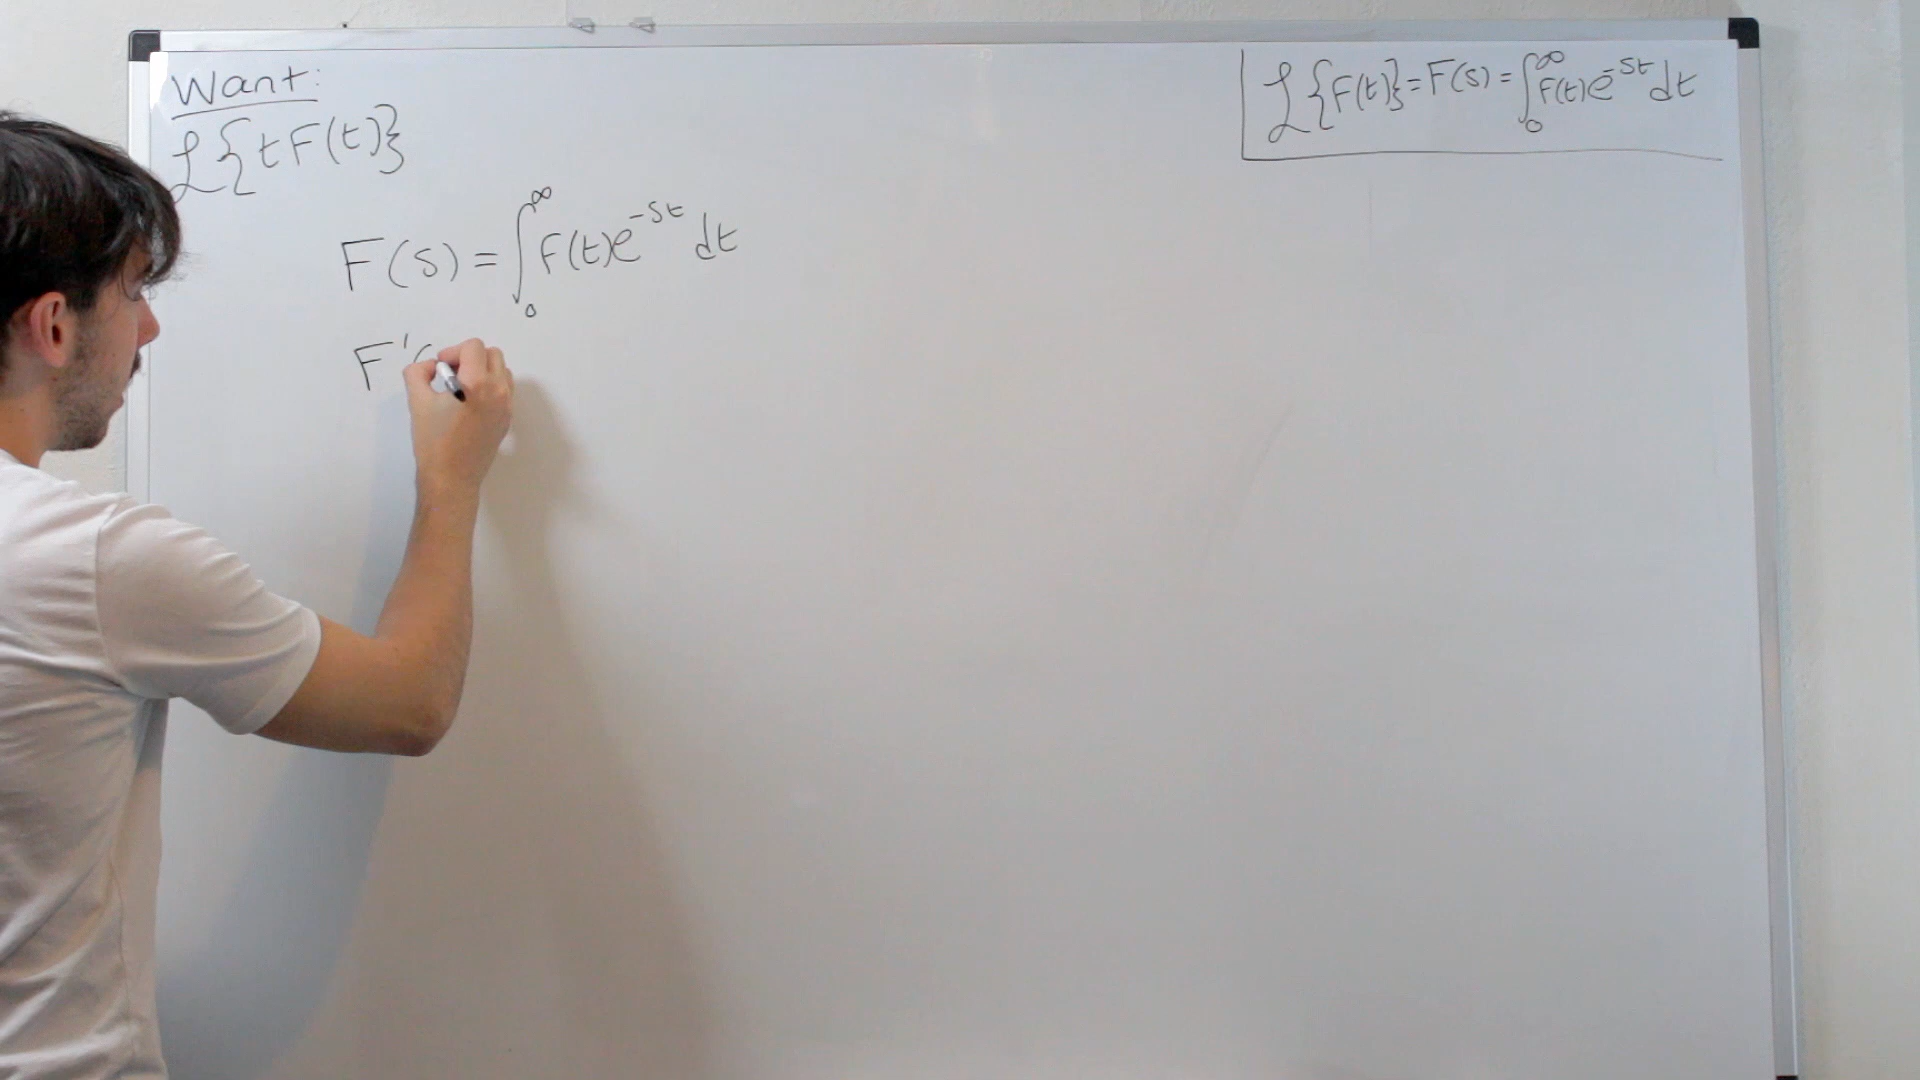 Want:
ℒ{tF(t)}
ℒ{F(t)} = F(s) = ∫₀^∞ F(t)e^-st dt
F(s) = ∫₀^∞ F(t)e^-st dt
F'(